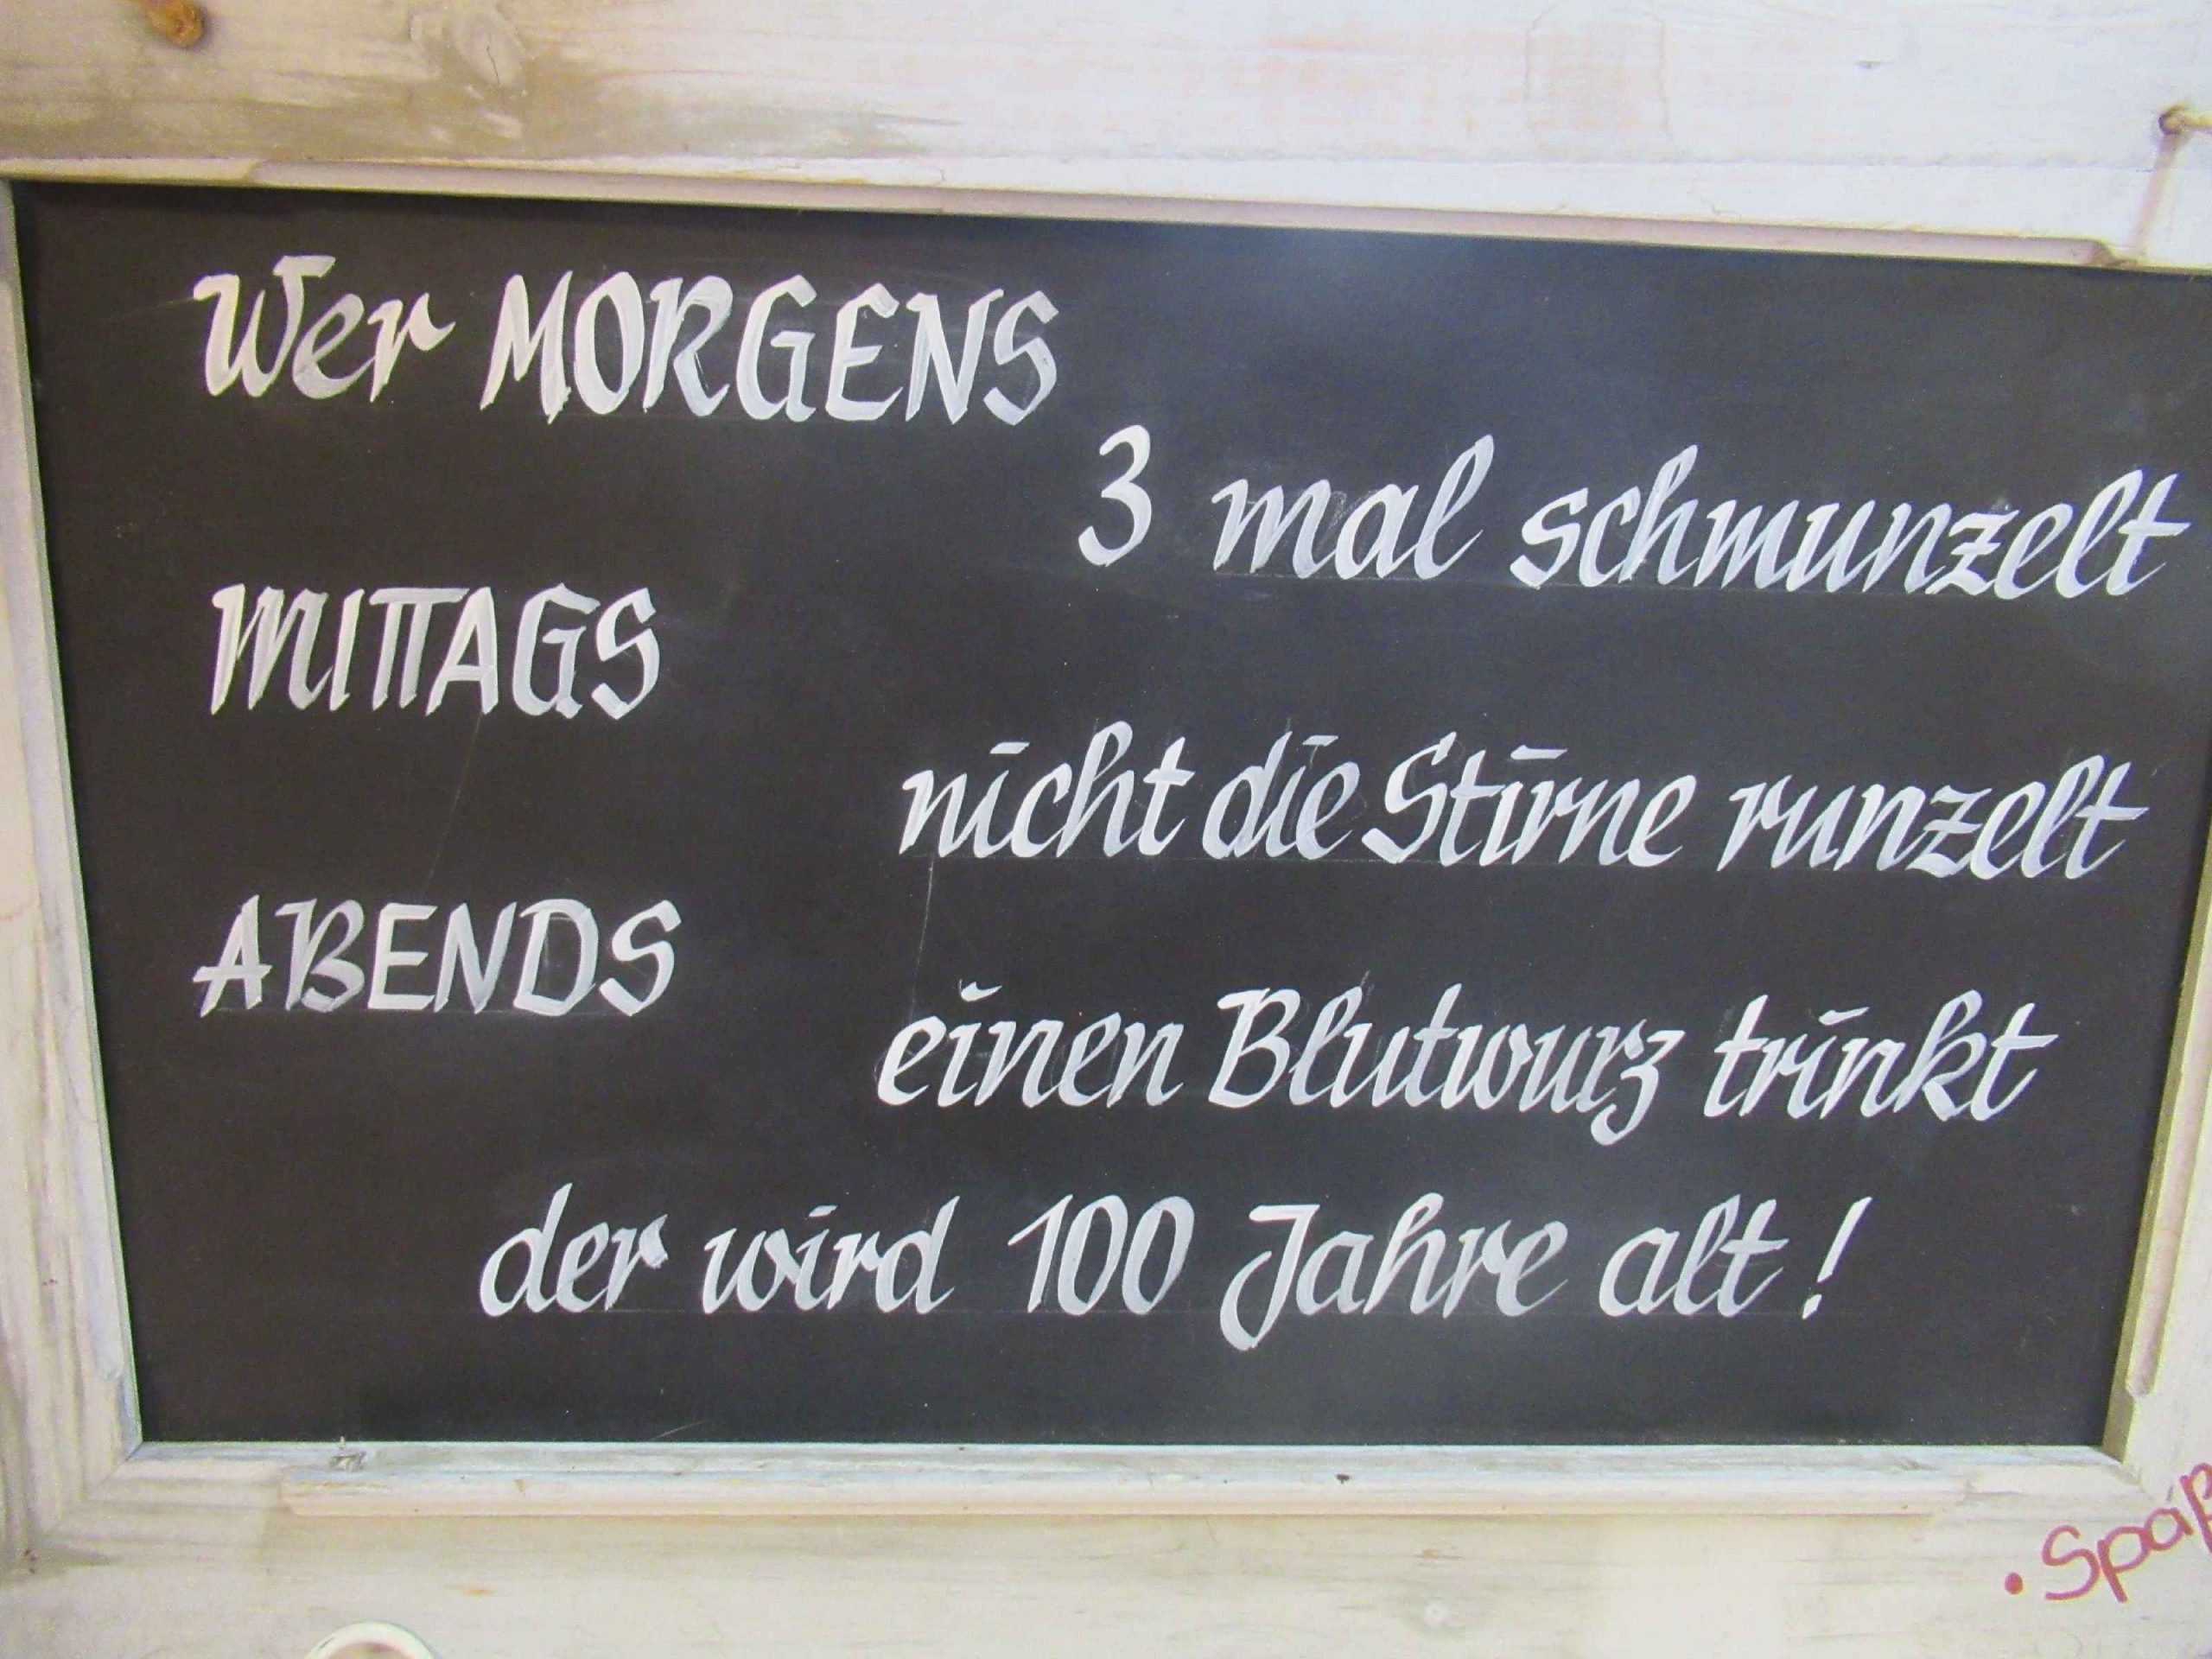 Wer MORGENS
3 mal schmunzelt
MITTAGS
nicht die Stirne runzelt
ABENDS
einen Blutwurz trinkt
der wird 100 Jahre alt!
• Spaß